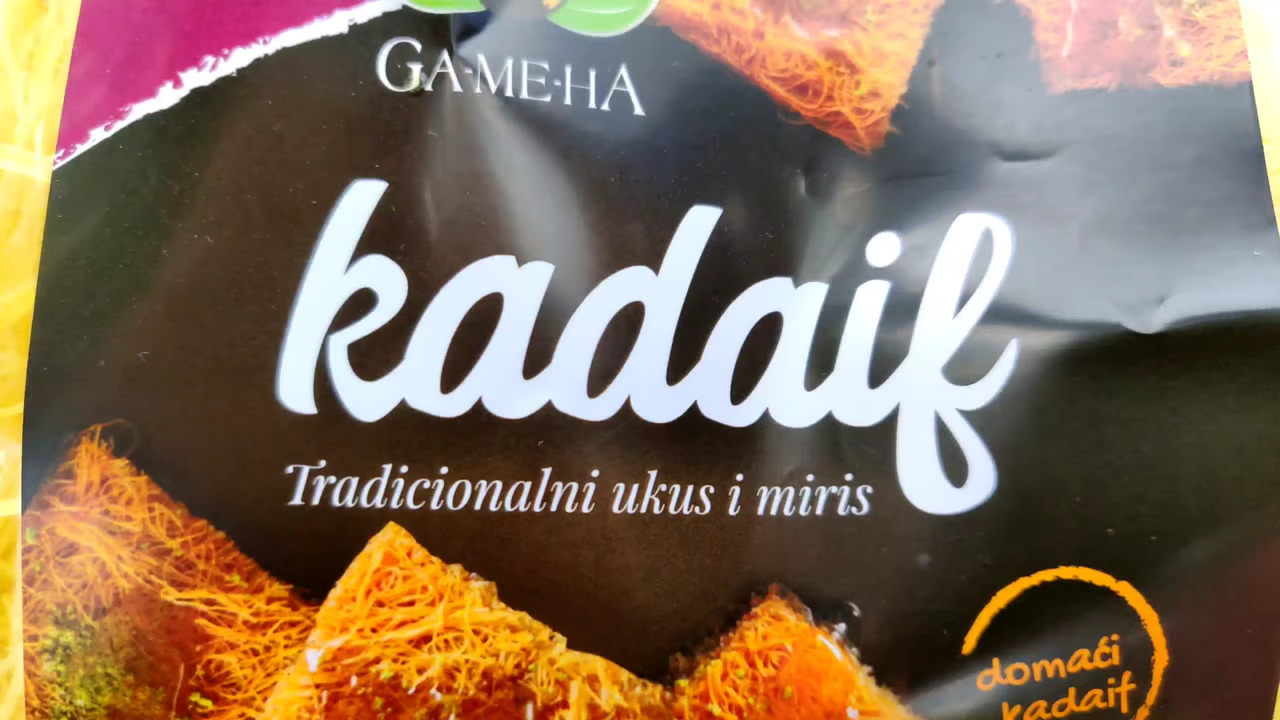 GA·ME·HA
kadaif
Tradicionalni ukus i miris
domaći
kadaif